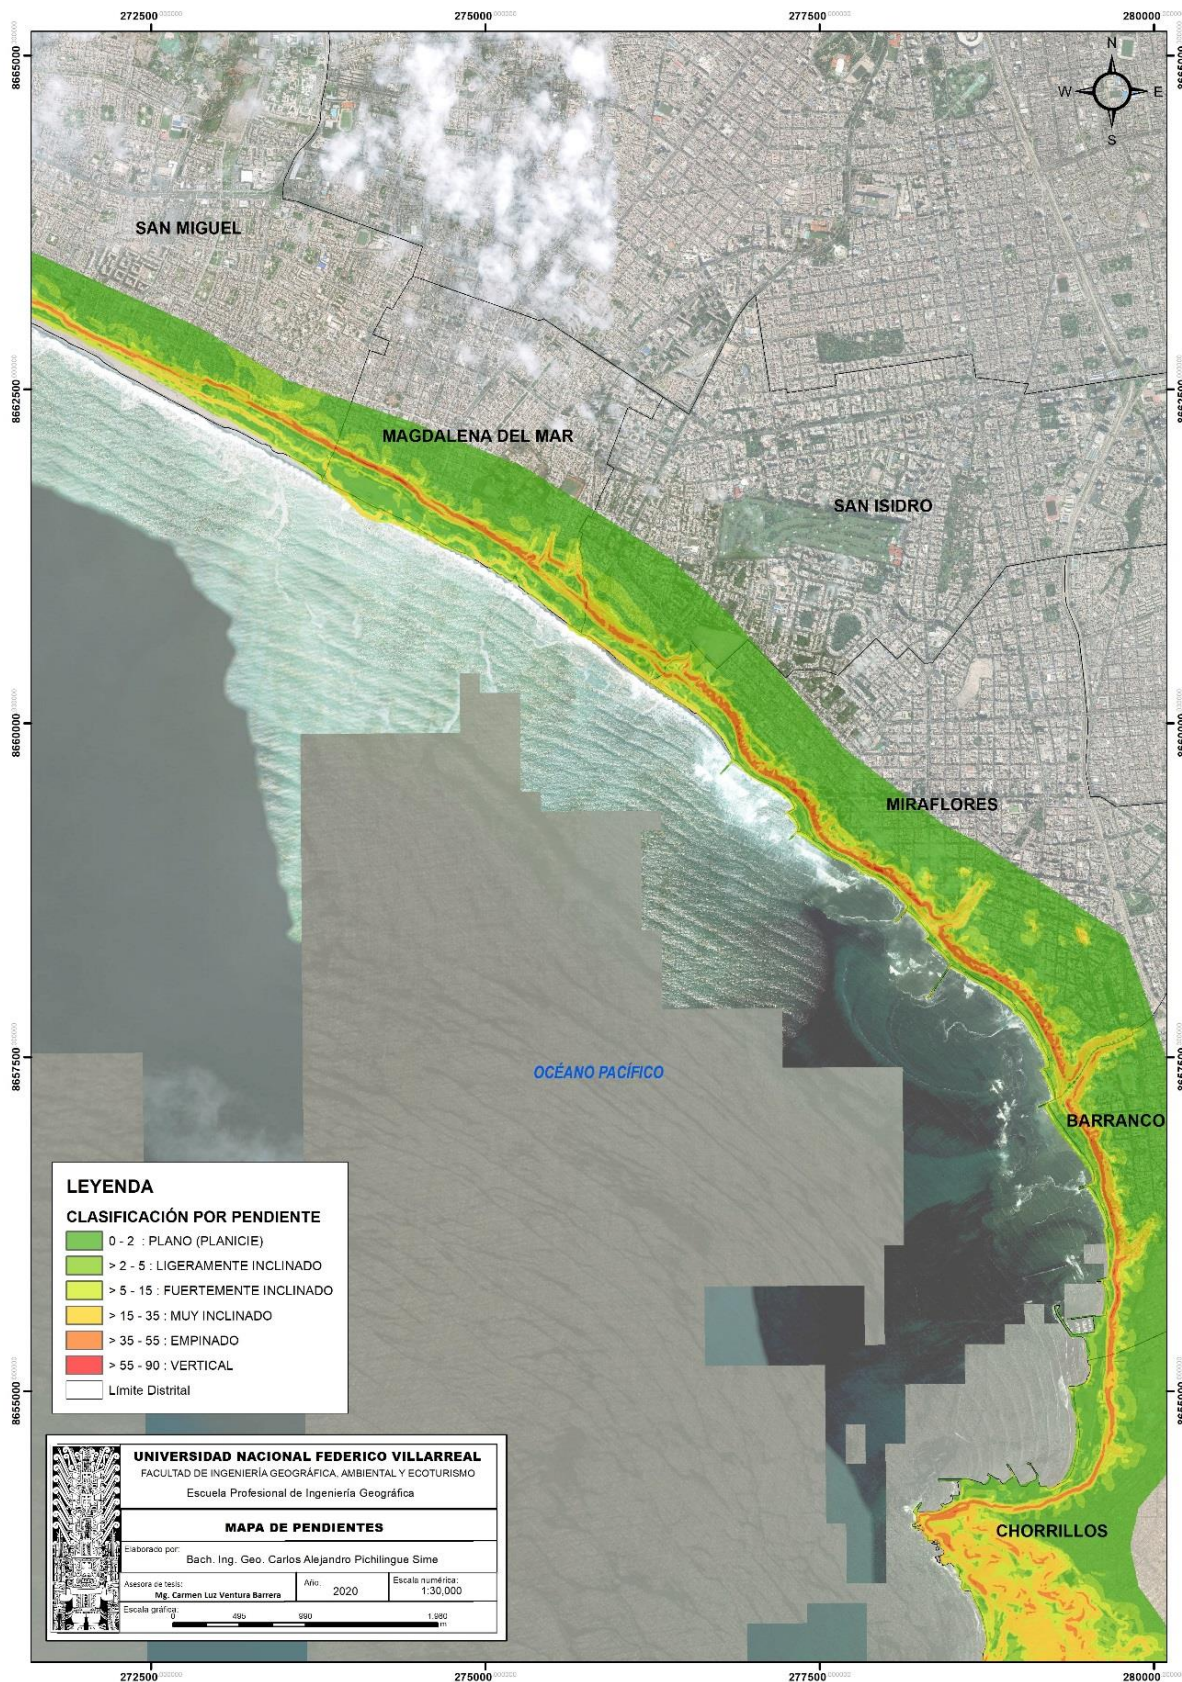 272500 275000 277500 280000
8665000
8665000
N
W E
S
SAN MIGUEL
8662500
8662500
MAGDALENA DEL MAR
SAN ISIDRO
8660000
8660000
MIRAFLORES
8657500
8657500
OCÉANO PACÍFICO
BARRANCO
LEYENDA
CLASIFICACIÓN POR PENDIENTE
0 - 2 : PLANO (PLANICIE)
> 2 - 5 : LIGERAMENTE INCLINADO
> 5 - 15 : FUERTEMENTE INCLINADO
> 15 - 35 : MUY INCLINADO
> 35 - 55 : EMPINADO
> 55 - 90 : VERTICAL
Límite Distrital
8655000
8655000
UNIVERSIDAD NACIONAL FEDERICO VILLARREAL
FACULTAD DE INGENIERÍA GEOGRÁFICA, AMBIENTAL Y ECOTURISMO
Escuela Profesional de Ingeniería Geográfica
MAPA DE PENDIENTES
Elaborado por:
Bach. Ing. Geo. Carlos Alejandro Pichilingue Sime
Asesora de tesis:
Mg. Carmen Luz Ventura Barrera
Año:
2020
Escala numérica:
1:30,000
Escala gráfica:
0 495 990 1.980
m
CHORRILLOS
272500 275000 277500 280000